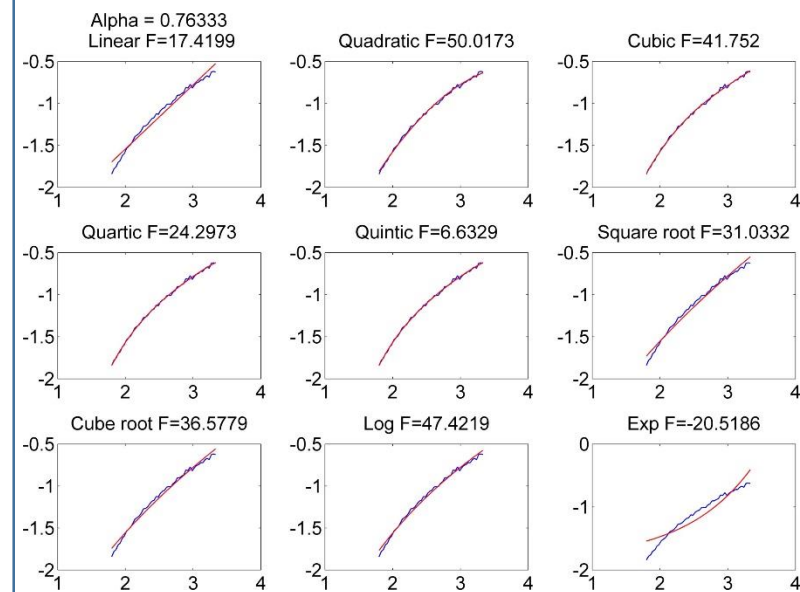 Alpha = 0.76333
Linear F=17.4199
-0.5
-1
-1.5
-2
1 2 3 4
Quadratic F=50.0173
-0.5
-1
-1.5
-2
1 2 3 4
Cubic F=41.752
-0.5
-1
-1.5
-2
1 2 3 4
Quartic F=24.2973
-0.5
-1
-1.5
-2
1 2 3 4
Quintic F=6.6329
-0.5
-1
-1.5
-2
1 2 3 4
Square root F=31.0332
-0.5
-1
-1.5
-2
1 2 3 4
Cube root F=36.5779
-0.5
-1
-1.5
-2
1 2 3 4
Log F=47.4219
-0.5
-1
-1.5
-2
1 2 3 4
Exp F=-20.5186
0
-1
-2
1 2 3 4